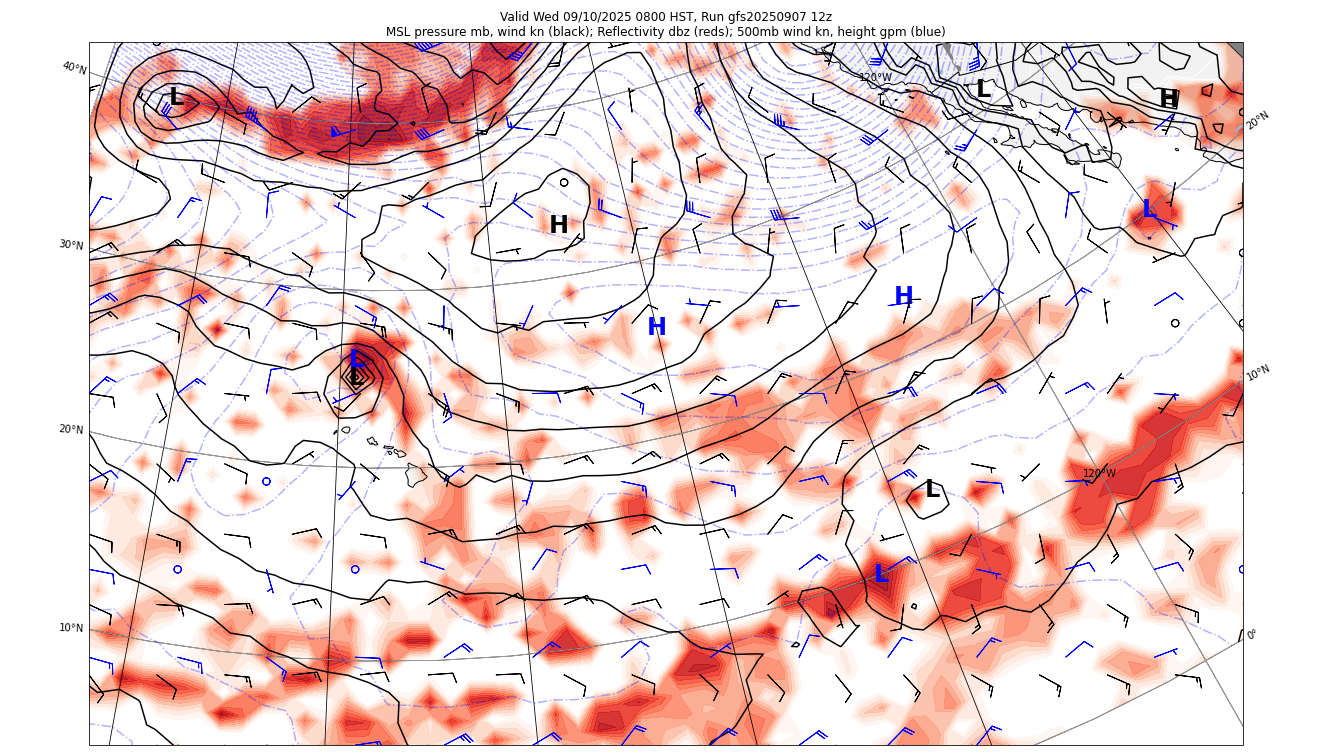 Valid Wed 09/10/2025 0800 HST, Run gfs20250907 12z
MSL pressure mb, wind kn (black); Reflectivity dbz (reds); 500mb wind kn, height gpm (blue)
40°N
120°W
L
L
H
20°N
L
H
30°N
H
H
L
L
10°N
20°N
120°W
L
L
10°N
0°